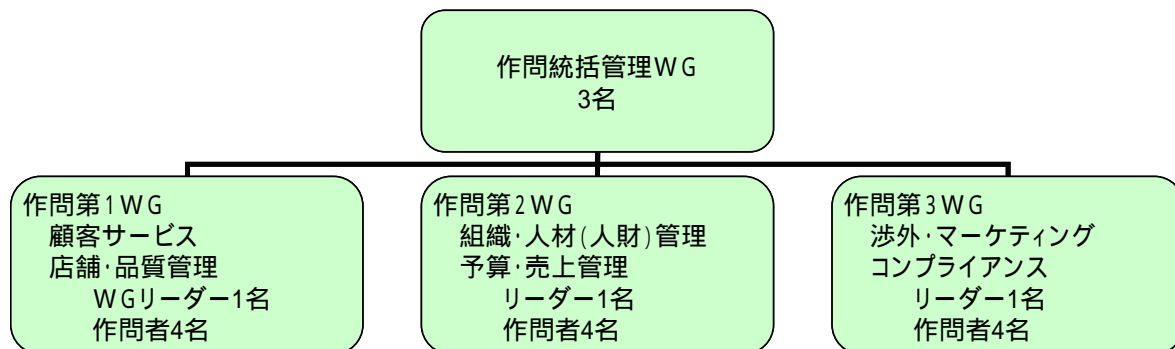 作問統括管理WG
3名
作問第1WG
顧客サービス
店舗・品質管理
WGリーダー1名
作問者4名
作問第2WG
組織・人材(人財)管理
予算・売上管理
リーダー1名
作問者4名
作問第3WG
渉外・マーケティング
コンプライアンス
リーダー1名
作問者4名